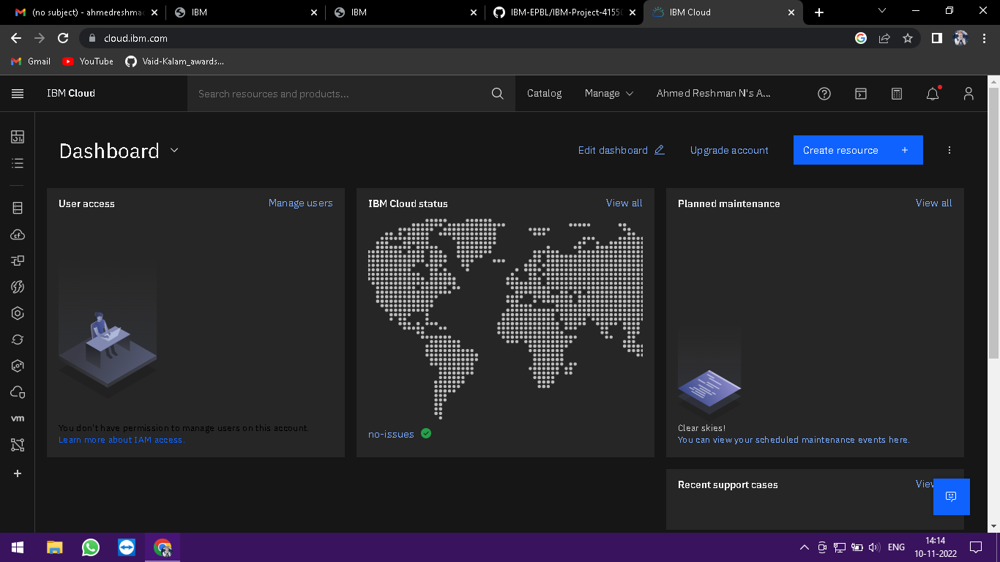 (no subject) - ahmedreshma
IBM
IBM
IBM-EPBL/IBM-Project-4155
IBM Cloud
cloud.ibm.com
Gmail
YouTube
Vaid-Kalam_awards...
IBM Cloud
Search resources and products...
Catalog
Manage
Ahmed Reshman N's A...
Dashboard
Edit dashboard
Upgrade account
Create resource +
User access
Manage users
You don't have permission to manage users on this account.
Learn more about IAM access.
IBM Cloud status
View all
no-issues
Planned maintenance
View all
Clear skies!
You can view your scheduled maintenance events here.
Recent support cases
View
vm
ENG
14:14
10-11-2022